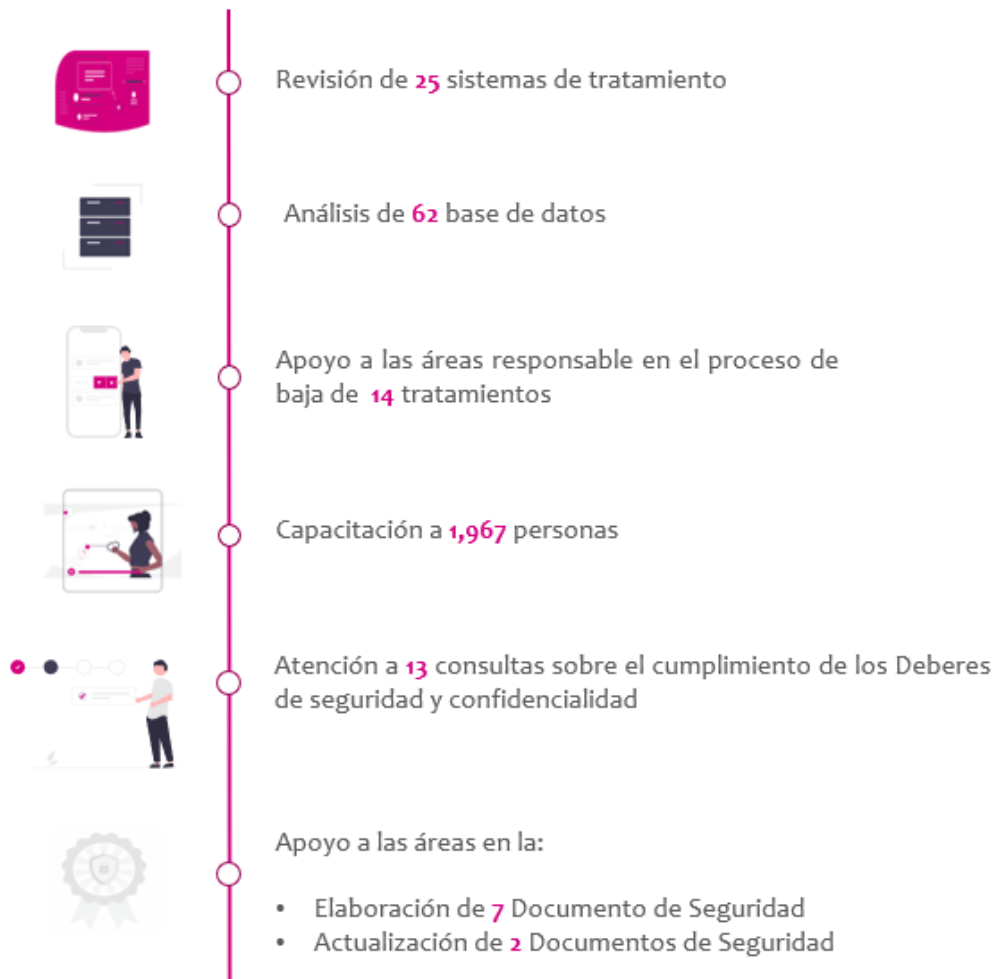 Revisión de 25 sistemas de tratamiento
Análisis de 62 base de datos
Apoyo a las áreas responsable en el proceso de
baja de 14 tratamientos
Capacitación a 1,967 personas
Atención a 13 consultas sobre el cumplimiento de los Deberes
de seguridad y confidencialidad
Apoyo a las áreas en la:
• Elaboración de 7 Documento de Seguridad
• Actualización de 2 Documentos de Seguridad